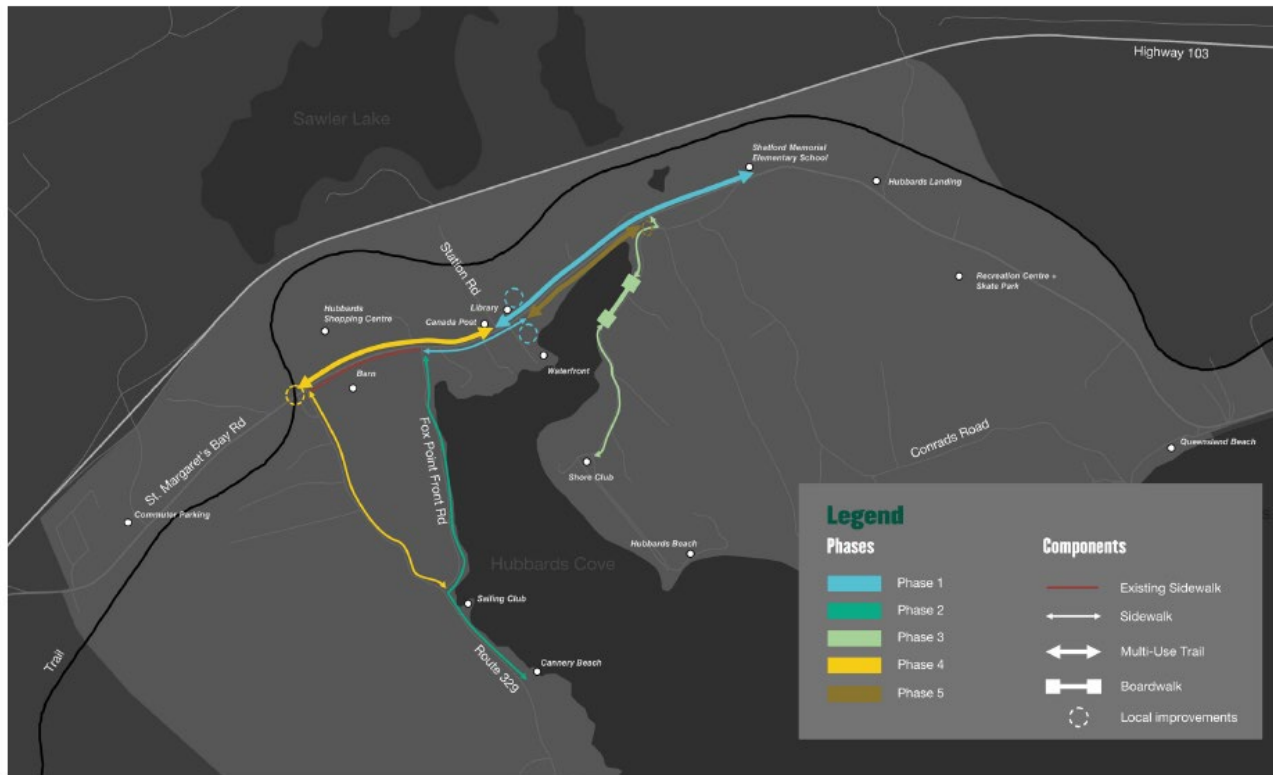 Highway 103
Sawler Lake
Shatford Memorial
Elementary School
Hubbards Landing
Station Rd
Library
Canada Post
Hubbards
Shopping Centre
Recreation Centre +
Skate Park
Waterfront
Barn
St. Margaret's Bay Rd
Fox Point Front Rd
Conrads Road
Queensland Beach
Shore Club
Commuter Parking
Hubbards Beach
Hubbards Cove
Sailing Club
Cannery Beach
Route 329
Trail
Legend
Phases
Phase 1
Phase 2
Phase 3
Phase 4
Phase 5
Components
Existing Sidewalk
Sidewalk
Multi-Use Trail
Boardwalk
Local improvements